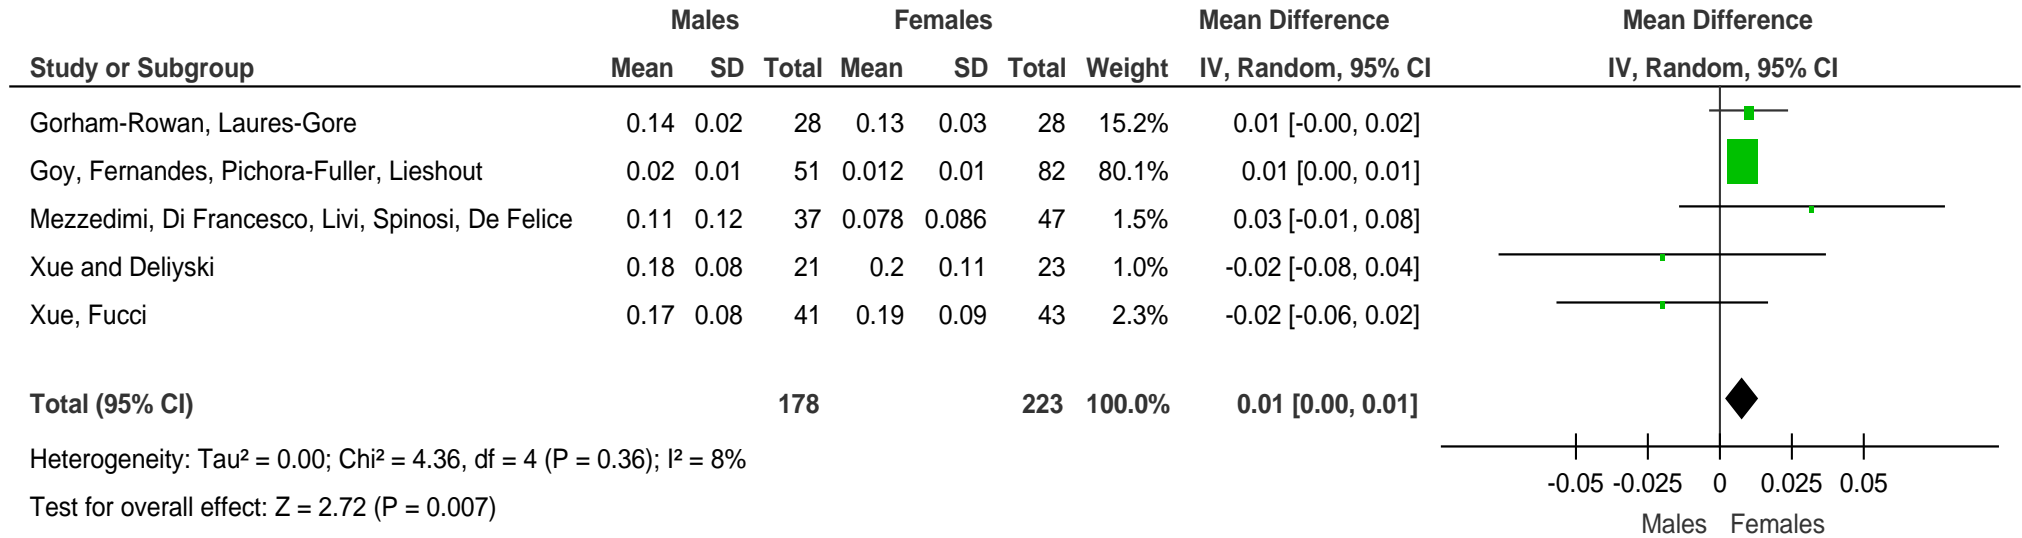 Males Females Mean Difference Mean Difference
Study or Subgroup Mean SD Total Mean SD Total Weight IV, Random, 95% CI IV, Random, 95% CI
Gorham-Rowan, Laures-Gore 0.14 0.02 28 0.13 0.03 28 15.2% 0.01 [-0.00, 0.02]
Goy, Fernandes, Pichora-Fuller, Lieshout 0.02 0.01 51 0.012 0.01 82 80.1% 0.01 [0.00, 0.01]
Mezzedimi, Di Francesco, Livi, Spinosi, De Felice 0.11 0.12 37 0.078 0.086 47 1.5% 0.03 [-0.01, 0.08]
Xue and Deliyski 0.18 0.08 21 0.2 0.11 23 1.0% -0.02 [-0.08, 0.04]
Xue, Fucci 0.17 0.08 41 0.19 0.09 43 2.3% -0.02 [-0.06, 0.02]
Total (95% CI) 178 223 100.0% 0.01 [0.00, 0.01]
Heterogeneity: Tau² = 0.00; Chi² = 4.36, df = 4 (P = 0.36); I² = 8%
Test for overall effect: Z = 2.72 (P = 0.007)
-0.05 -0.025 0 0.025 0.05
Males Females